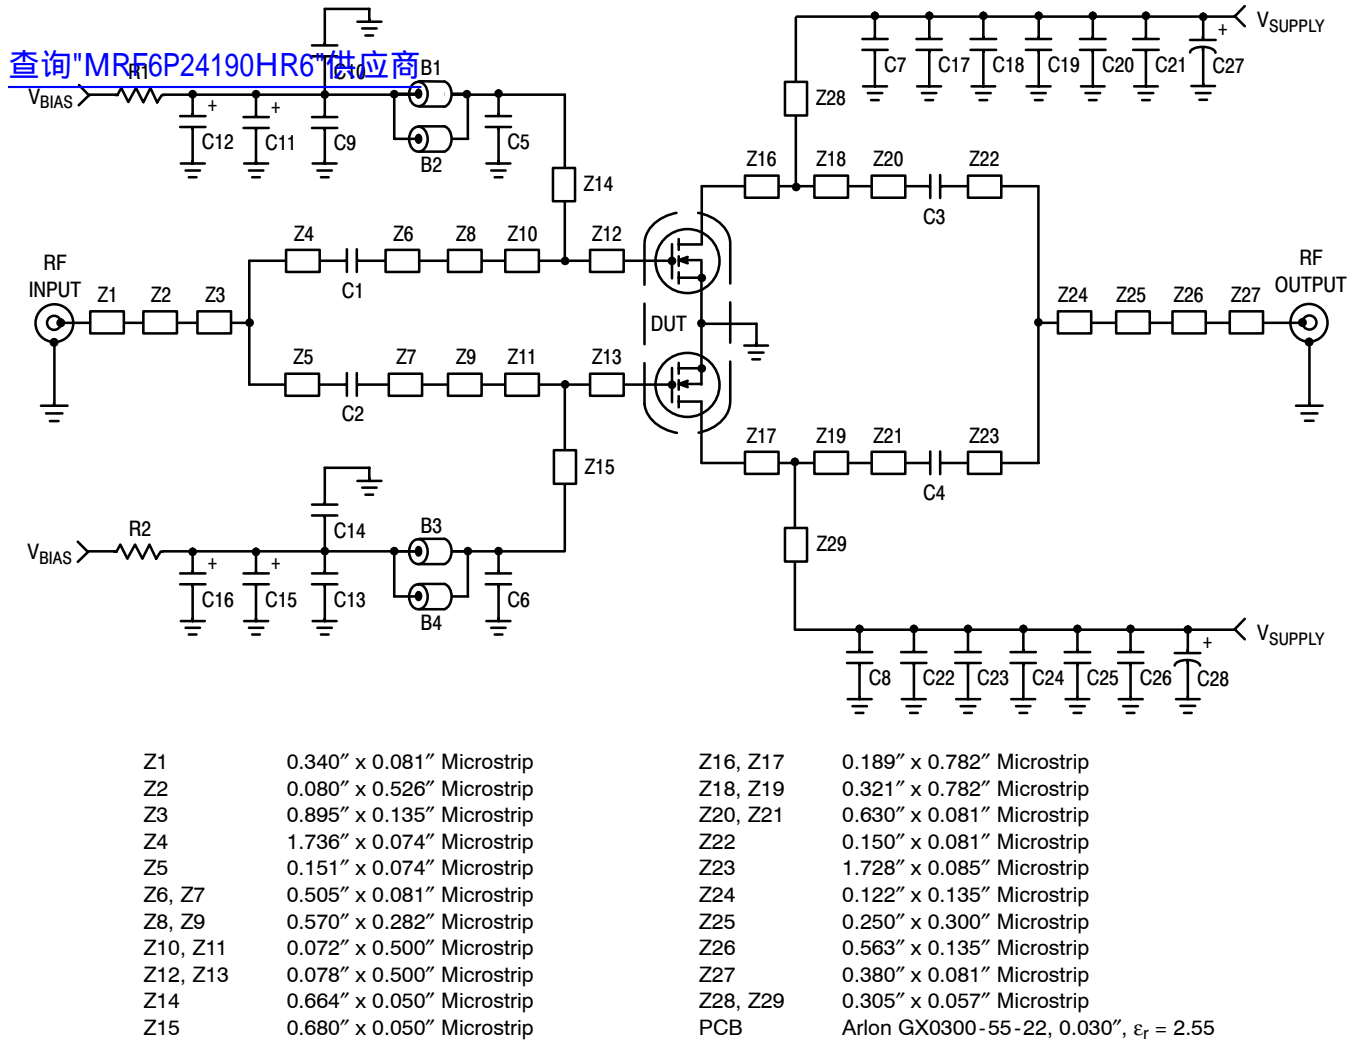 查询"MRF6P24190HR6"供应商
C10
B1
R1
VBIAS
C12
C11
C9
B2
C5
VSUPPLY
C7
C17
C18
C19
C20
C21
C27
Z28
Z14
Z16
Z18
Z20
Z22
C3
Z4
Z6
Z8
Z10
Z12
C1
RF
INPUT
Z1
Z2
Z3
DUT
RF
OUTPUT
Z24
Z25
Z26
Z27
Z5
Z7
Z9
Z11
Z13
C2
Z17
Z19
Z21
Z23
C4
Z15
C14
B3
VBIAS
R2
C16
C15
C13
B4
C6
Z29
VSUPPLY
C8
C22
C23
C24
C25
C26
C28
Z1 0.340″ x 0.081″ Microstrip
Z2 0.080″ x 0.526″ Microstrip
Z3 0.895″ x 0.135″ Microstrip
Z4 1.736″ x 0.074″ Microstrip
Z5 0.151″ x 0.074″ Microstrip
Z6, Z7 0.505″ x 0.081″ Microstrip
Z8, Z9 0.570″ x 0.282″ Microstrip
Z10, Z11 0.072″ x 0.500″ Microstrip
Z12, Z13 0.078″ x 0.500″ Microstrip
Z14 0.664″ x 0.050″ Microstrip
Z15 0.680″ x 0.050″ Microstrip
Z16, Z17 0.189″ x 0.782″ Microstrip
Z18, Z19 0.321″ x 0.782″ Microstrip
Z20, Z21 0.630″ x 0.081″ Microstrip
Z22 0.150″ x 0.081″ Microstrip
Z23 1.728″ x 0.085″ Microstrip
Z24 0.122″ x 0.135″ Microstrip
Z25 0.250″ x 0.300″ Microstrip
Z26 0.563″ x 0.135″ Microstrip
Z27 0.380″ x 0.081″ Microstrip
Z28, Z29 0.305″ x 0.057″ Microstrip
PCB Arlon GX0300-55-22, 0.030″, εr = 2.55